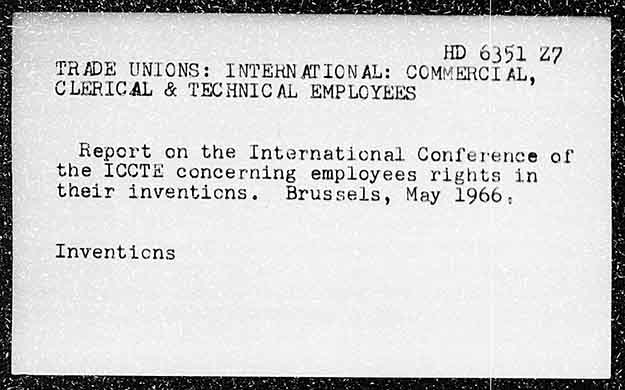 HD 6351 Z7
TRADE UNIONS: INTERNATIONAL: COMMERCIAL,
CLERICAL & TECHNICAL EMPLOYEES
Report on the International Conference of
the ICCTE concerning employees rights in
their inventions. Brussels, May 1966.
Inventions